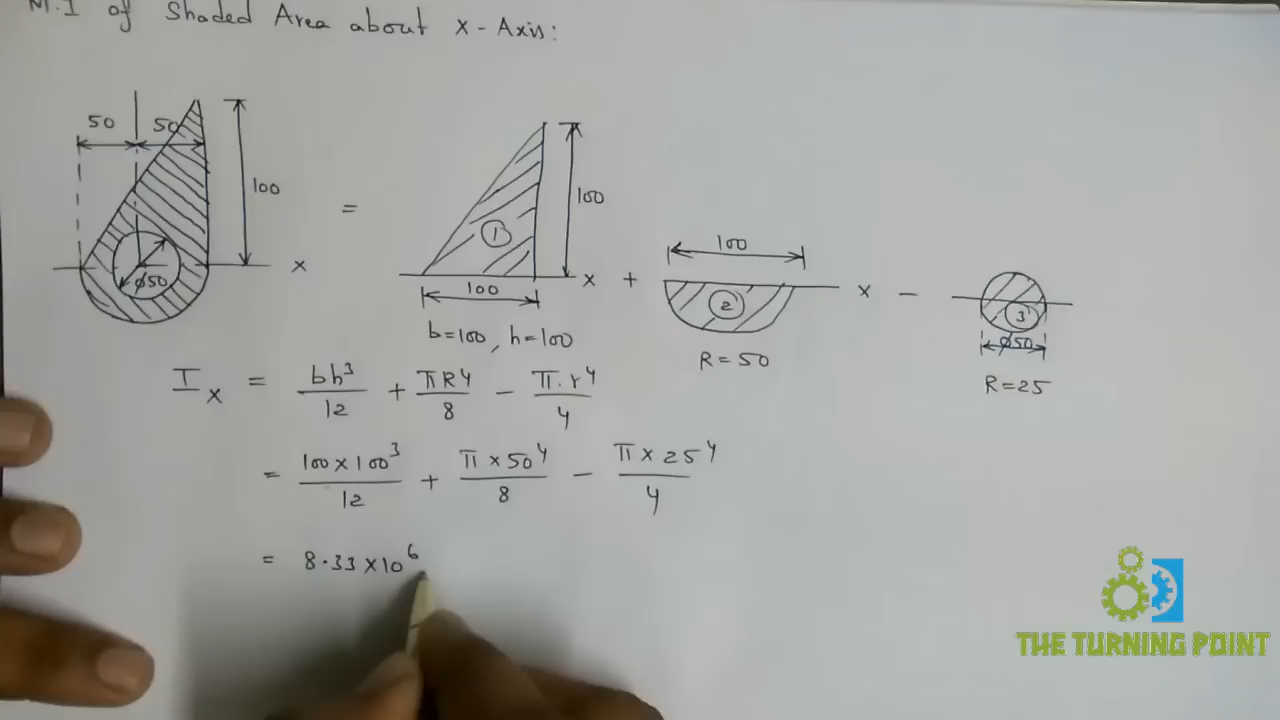 M.I of Shaded Area about X-Axis:
50 50
100
ϕ50
x
=
1
100
100
b=100, h=100
x
+
100
2
R=50
x
-
3
ϕ50
R=25
I_x = bh³/12 + πR⁴/8 - π.r⁴/4
= 100×100³/12 + π×50⁴/8 - π×25⁴/4
= 8.33×10⁶
THE TURNING POINT